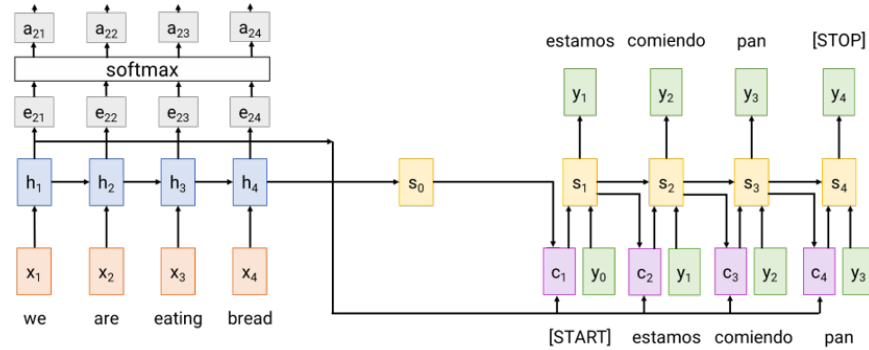 a21 a22 a23 a24
softmax
e21 e22 e23 e24
h1 h2 h3 h4
x1 x2 x3 x4
we are eating bread
s0
estamos comiendo pan [STOP]
y1 y2 y3 y4
s1 s2 s3 s4
c1 y0 c2 y1 c3 y2 c4 y3
[START] estamos comiendo pan